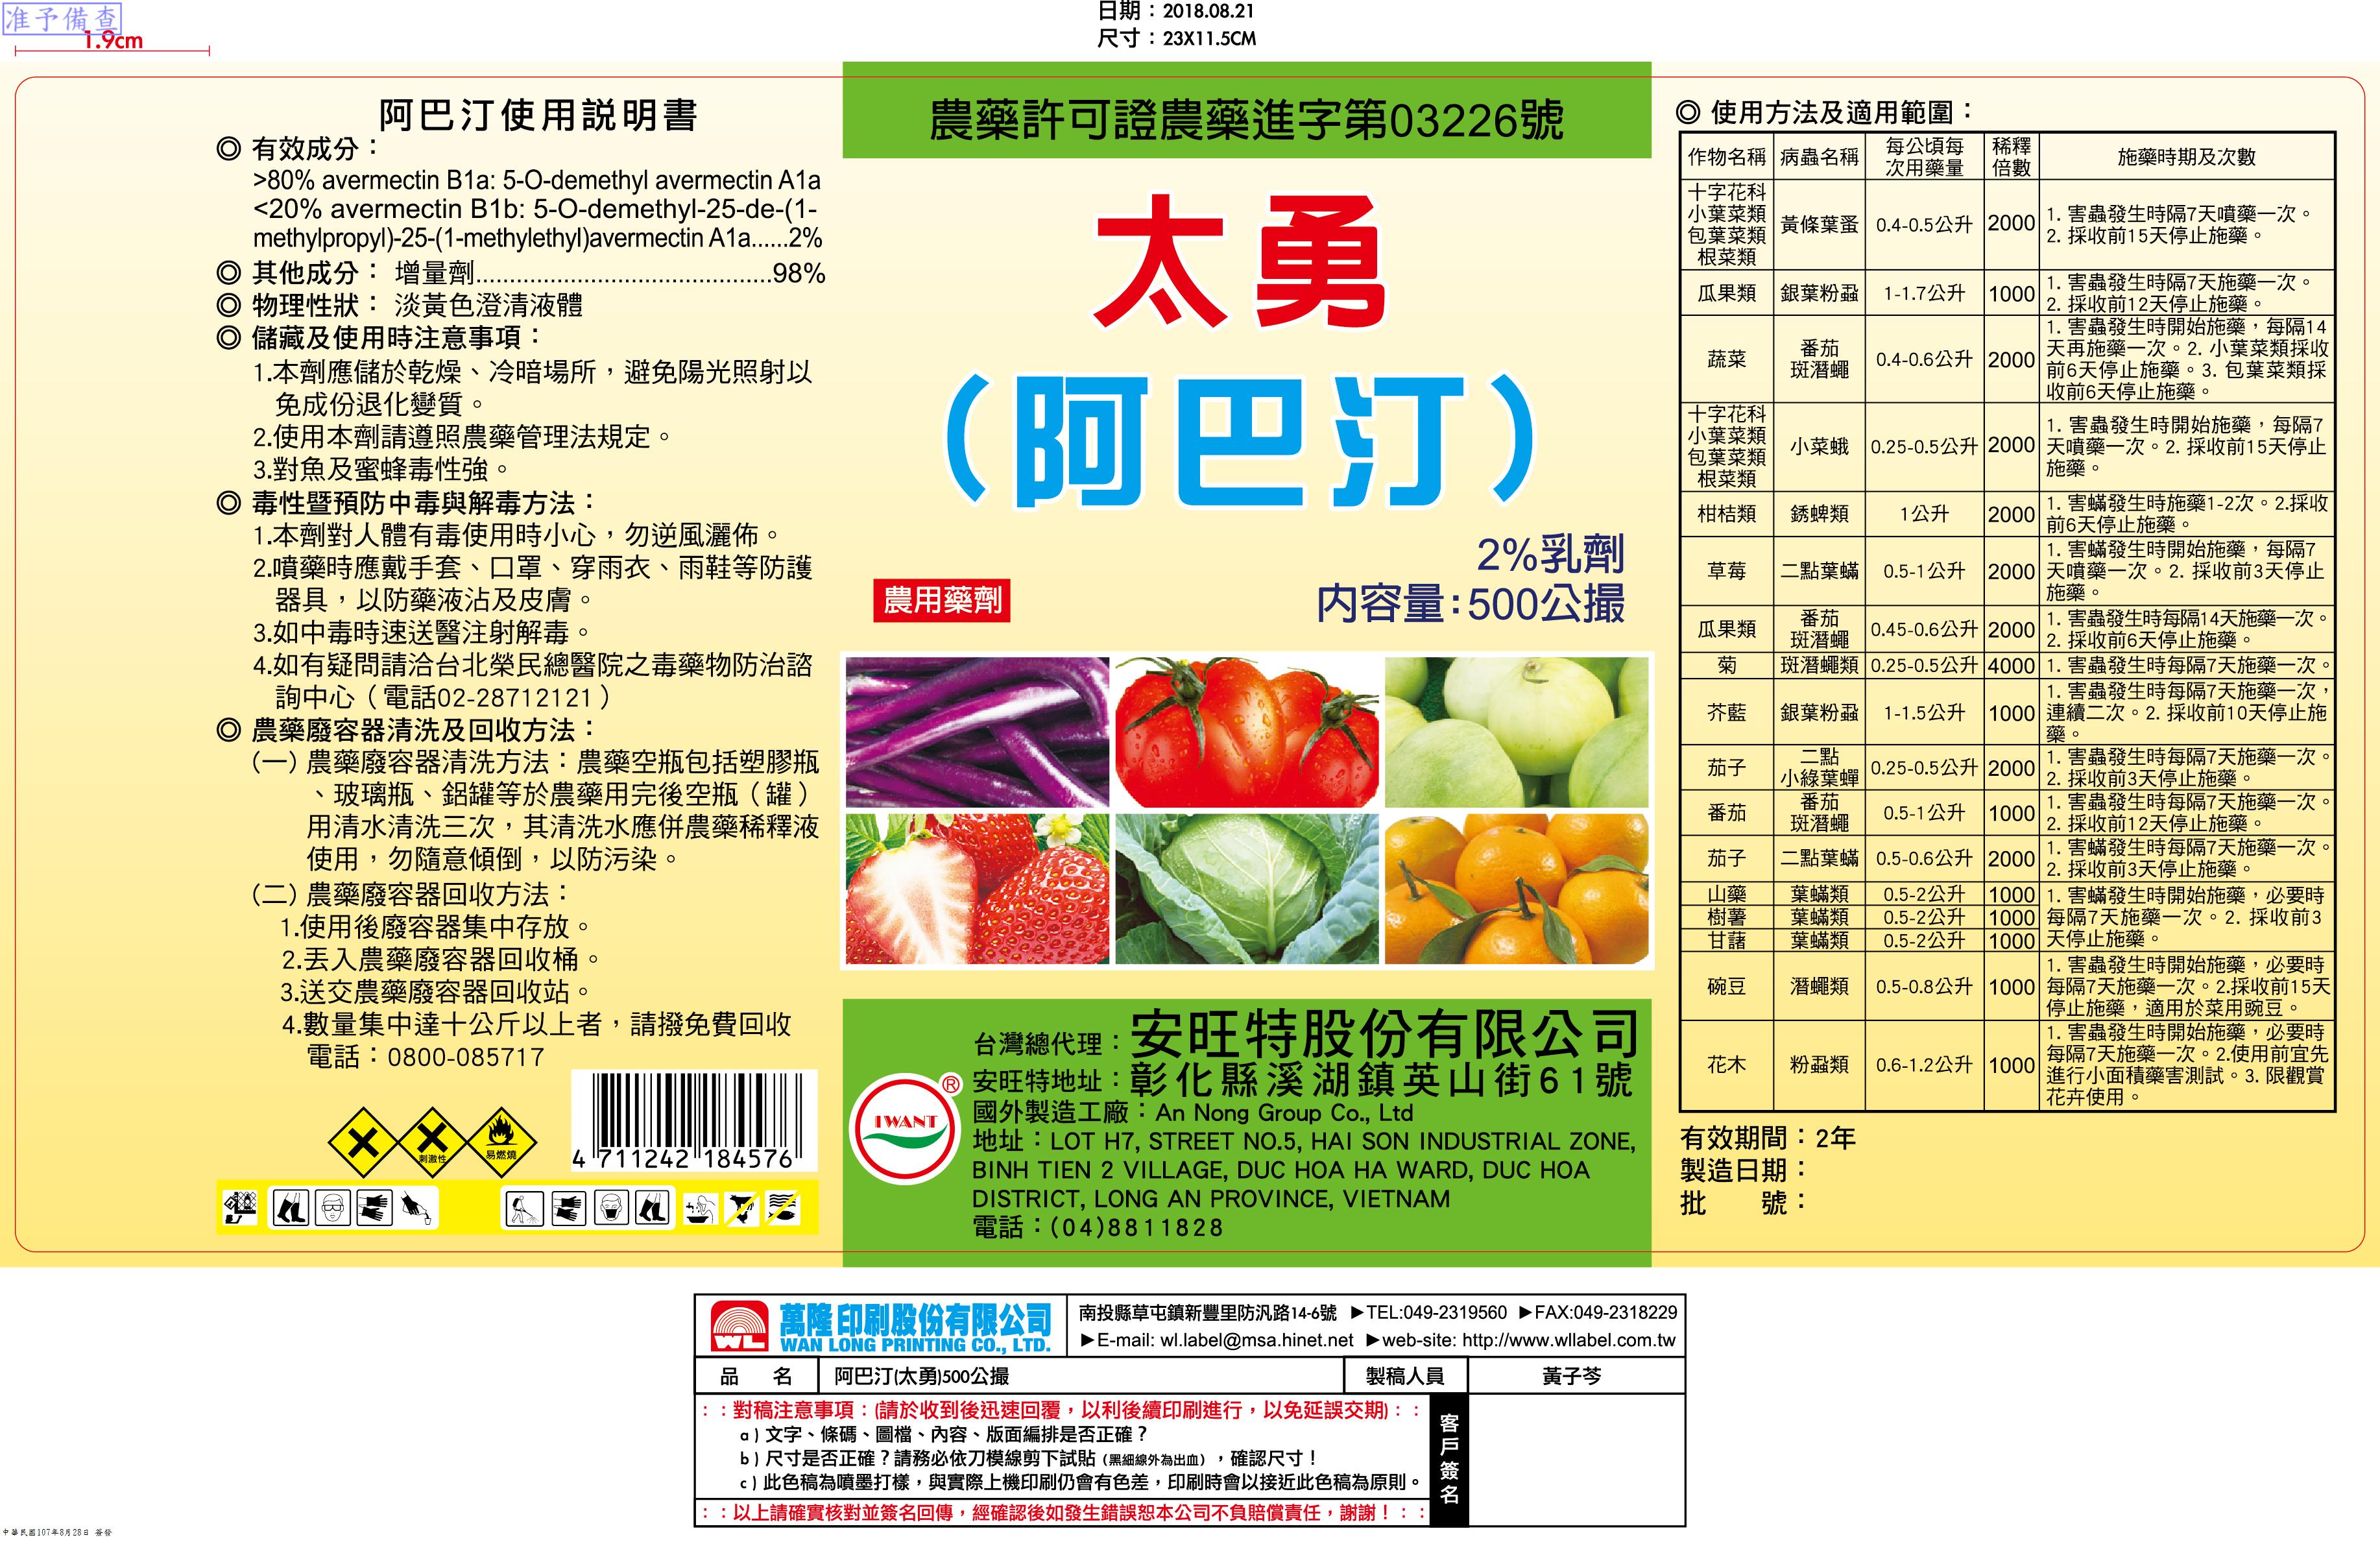 准予備查
1.9cm
日期：2018.08.21
尺寸：23X11.5CM
阿巴汀使用説明書
◎ 有效成分：
>80% avermectin B1a: 5-O-demethyl avermectin A1a
<20% avermectin B1b: 5-O-demethyl-25-de-(1-
methylpropyl)-25-(1-methylethyl)avermectin A1a......2%
◎ 其他成分： 增量劑............................................98%
◎ 物理性狀： 淡黃色澄清液體
◎ 儲藏及使用時注意事項：
1.本劑應儲於乾燥、冷暗場所，避免陽光照射以
免成份退化變質。
2.使用本劑請遵照農藥管理法規定。
3.對魚及蜜蜂毒性強。
◎ 毒性暨預防中毒與解毒方法：
1.本劑對人體有毒使用時小心，勿逆風灑佈。
2.噴藥時應戴手套、口罩、穿雨衣、雨鞋等防護
器具，以防藥液沾及皮膚。
3.如中毒時速送醫注射解毒。
4.如有疑問請洽台北榮民總醫院之毒藥物防治諮
詢中心（電話02-28712121）
◎ 農藥廢容器清洗及回收方法：
(一) 農藥廢容器清洗方法：農藥空瓶包括塑膠瓶
、玻璃瓶、鋁罐等於農藥用完後空瓶（罐）
用清水清洗三次，其清洗水應併農藥稀釋液
使用，勿隨意傾倒，以防污染。
(二) 農藥廢容器回收方法：
1.使用後廢容器集中存放。
2.丟入農藥廢容器回收桶。
3.送交農藥廢容器回收站。
4.數量集中達十公斤以上者，請撥免費回收
電話：0800-085717
刺激性
易燃燒
4 711242 184576
農藥許可證農藥進字第03226號
太勇
（阿巴汀）
2%乳劑
農用藥劑
內容量:500公撮
台灣總代理：安旺特股份有限公司
安旺特地址：彰化縣溪湖鎮英山街61號
IWANT ®
國外製造工廠：An Nong Group Co., Ltd
地址：LOT H7, STREET NO.5, HAI SON INDUSTRIAL ZONE,
BINH TIEN 2 VILLAGE, DUC HOA HA WARD, DUC HOA
DISTRICT, LONG AN PROVINCE, VIETNAM
電話：(04)8811828
◎ 使用方法及適用範圍：
作物名稱 病蟲名稱 每公頃每次用藥量 稀釋倍數 施藥時期及次數
十字花科小葉菜類包葉菜類根菜類 黃條葉蚤 0.4-0.5公升 2000 1. 害蟲發生時隔7天噴藥一次。2. 採收前15天停止施藥。
瓜果類 銀葉粉蝨 1-1.7公升 1000 1. 害蟲發生時隔7天施藥一次。2. 採收前12天停止施藥。
蔬菜 番茄斑潛蠅 0.4-0.6公升 2000 1. 害蟲發生時開始施藥，每隔14天再施藥一次。2. 小葉菜類採收前6天停止施藥。3. 包葉菜類採收前6天停止施藥。
十字花科小葉菜類包葉菜類根菜類 小菜蛾 0.25-0.5公升 2000 1. 害蟲發生時開始施藥，每隔7天噴藥一次。2. 採收前15天停止施藥。
柑桔類 銹蜱類 1公升 2000 1. 害蟎發生時施藥1-2次。2.採收前6天停止施藥。
草莓 二點葉蟎 0.5-1公升 2000 1. 害蟎發生時開始施藥，每隔7天噴藥一次。2. 採收前3天停止施藥。
瓜果類 番茄斑潛蠅 0.45-0.6公升 2000 1. 害蟲發生時每隔14天施藥一次。2. 採收前6天停止施藥。
菊 斑潛蠅類 0.25-0.5公升 4000 1. 害蟲發生時每隔7天施藥一次。
芥藍 銀葉粉蝨 1-1.5公升 1000 1. 害蟲發生時每隔7天施藥一次，連續二次。2. 採收前10天停止施藥。
茄子 二點小綠葉蟬 0.25-0.5公升 2000 1. 害蟲發生時每隔7天施藥一次。2. 採收前3天停止施藥。
番茄 番茄斑潛蠅 0.5-1公升 1000 1. 害蟲發生時每隔7天施藥一次。2. 採收前12天停止施藥。
茄子 二點葉蟎 0.5-0.6公升 2000 1. 害蟎發生時每隔7天施藥一次。2. 採收前3天停止施藥。
山藥 葉蟎類 0.5-2公升 1000 1. 害蟎發生時開始施藥，必要時
樹薯 葉蟎類 0.5-2公升 1000 每隔7天施藥一次。2. 採收前3
甘藷 葉蟎類 0.5-2公升 1000 天停止施藥。
碗豆 潛蠅類 0.5-0.8公升 1000 1. 害蟲發生時開始施藥，必要時每隔7天施藥一次。2.採收前15天停止施藥，適用於菜用豌豆。
花木 粉蝨類 0.6-1.2公升 1000 1. 害蟲發生時開始施藥，必要時每隔7天施藥一次。2.使用前宜先進行小面積藥害測試。3. 限觀賞花卉使用。
有效期間：2年
製造日期：
批　　號：
WL 萬隆印刷股份有限公司
WAN LONG PRINTING CO., LTD.
南投縣草屯鎮新豐里防汎路14-6號 ▶TEL:049-2319560 ▶FAX:049-2318229
▶E-mail: wl.label@msa.hinet.net ▶web-site: http://www.wllabel.com.tw
品　名 阿巴汀(太勇)500公撮 製稿人員 黃子芩
：：對稿注意事項：(請於收到後迅速回覆，以利後續印刷進行，以免延誤交期)：：
a）文字、條碼、圖檔、內容、版面編排是否正確？
b）尺寸是否正確？請務必依刀模線剪下試貼（黑細線外為出血），確認尺寸！
c）此色稿為噴墨打樣，與實際上機印刷仍會有色差，印刷時會以接近此色稿為原則。
：：以上請確實核對並簽名回傳，經確認後如發生錯誤恕本公司不負賠償責任，謝謝！：：
客戶簽名
中華民國107年8月28日 簽發